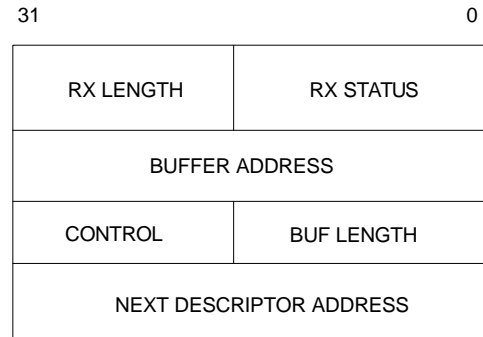 31 0
RX LENGTH RX STATUS
BUFFER ADDRESS
CONTROL BUF LENGTH
NEXT DESCRIPTOR ADDRESS